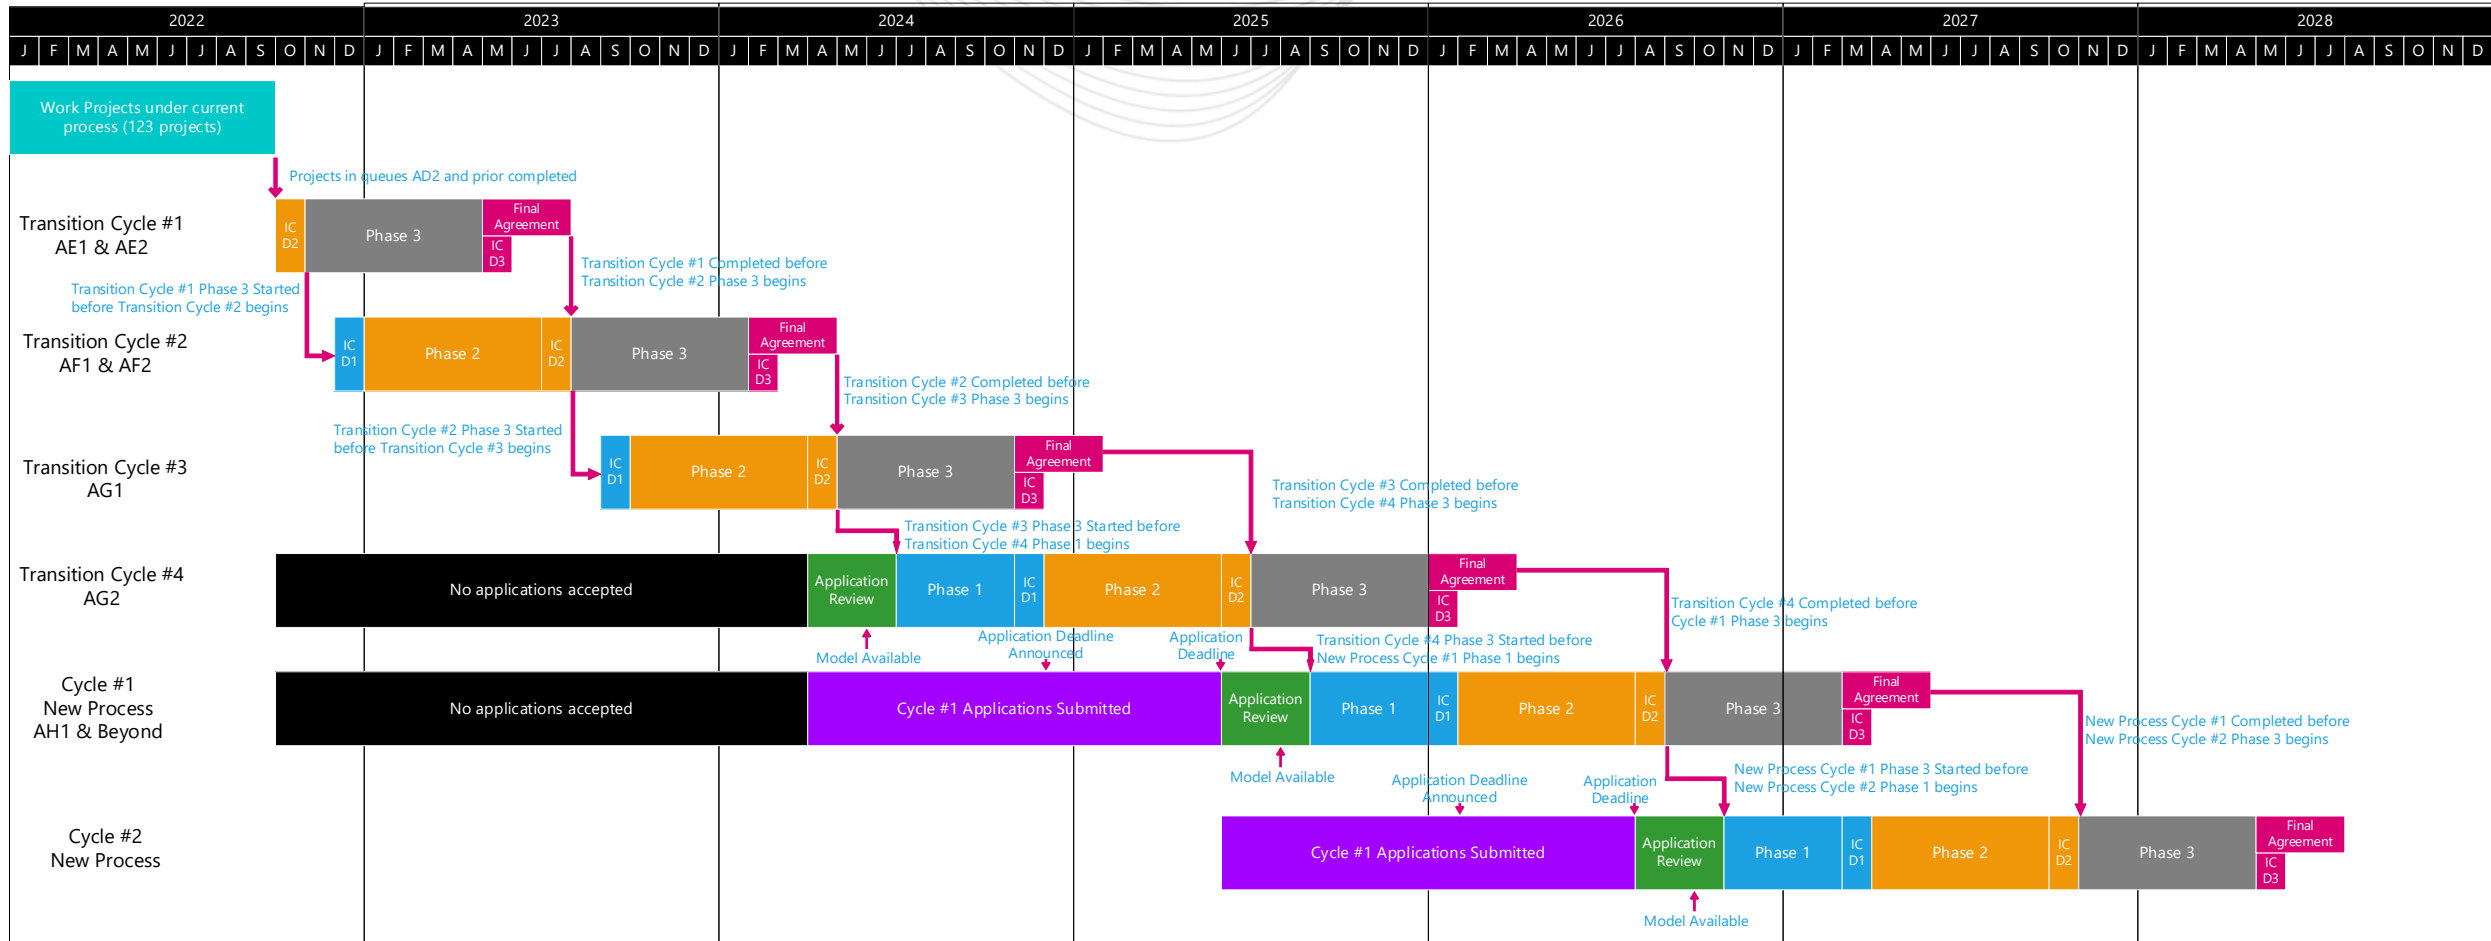 2022 2023 2024 2025 2026 2027 2028
J F M A M J J A S O N D J F M A M J J A S O N D J F M A M J J A S O N D J F M A M J J A S O N D J F M A M J J A S O N D J F M A M J J A S O N D J F M A M J J A S O N D
Work Projects under current
process (123 projects)
Projects in queues AD2 and prior completed
Transition Cycle #1
AE1 & AE2
IC
D2
Phase 3
Final
Agreement
IC
D3
Transition Cycle #1 Completed before
Transition Cycle #2 Phase 3 begins
Transition Cycle #1 Phase 3 Started
before Transition Cycle #2 begins
Transition Cycle #2
AF1 & AF2
IC
D1
Phase 2
IC
D2
Phase 3
Final
Agreement
IC
D3
Transition Cycle #2 Completed before
Transition Cycle #3 Phase 3 begins
Transition Cycle #2 Phase 3 Started
before Transition Cycle #3 begins
Transition Cycle #3
AG1
IC
D1
Phase 2
IC
D2
Phase 3
Final
Agreement
IC
D3
Transition Cycle #3 Completed before
Transition Cycle #4 Phase 3 begins
Transition Cycle #3 Phase 3 Started before
Transition Cycle #4 Phase 1 begins
Transition Cycle #4
AG2
No applications accepted
Application
Review
Phase 1
IC
D1
Phase 2
IC
D2
Phase 3
Final
Agreement
IC
D3
Transition Cycle #4 Completed before
Cycle #1 Phase 3 begins
Model Available
Application Deadline
Announced
Application
Deadline
Transition Cycle #4 Phase 3 Started before
New Process Cycle #1 Phase 1 begins
Cycle #1
New Process
AH1 & Beyond
No applications accepted
Cycle #1 Applications Submitted
Application
Review
Phase 1
IC
D1
Phase 2
IC
D2
Phase 3
Final
Agreement
IC
D3
New Process Cycle #1 Completed before
New Process Cycle #2 Phase 3 begins
Model Available
Application Deadline
Announced
Application
Deadline
New Process Cycle #1 Phase 3 Started before
New Process Cycle #2 Phase 1 begins
Cycle #2
New Process
Cycle #1 Applications Submitted
Application
Review
Phase 1
IC
D1
Phase 2
IC
D2
Phase 3
Final
Agreement
IC
D3
Model Available